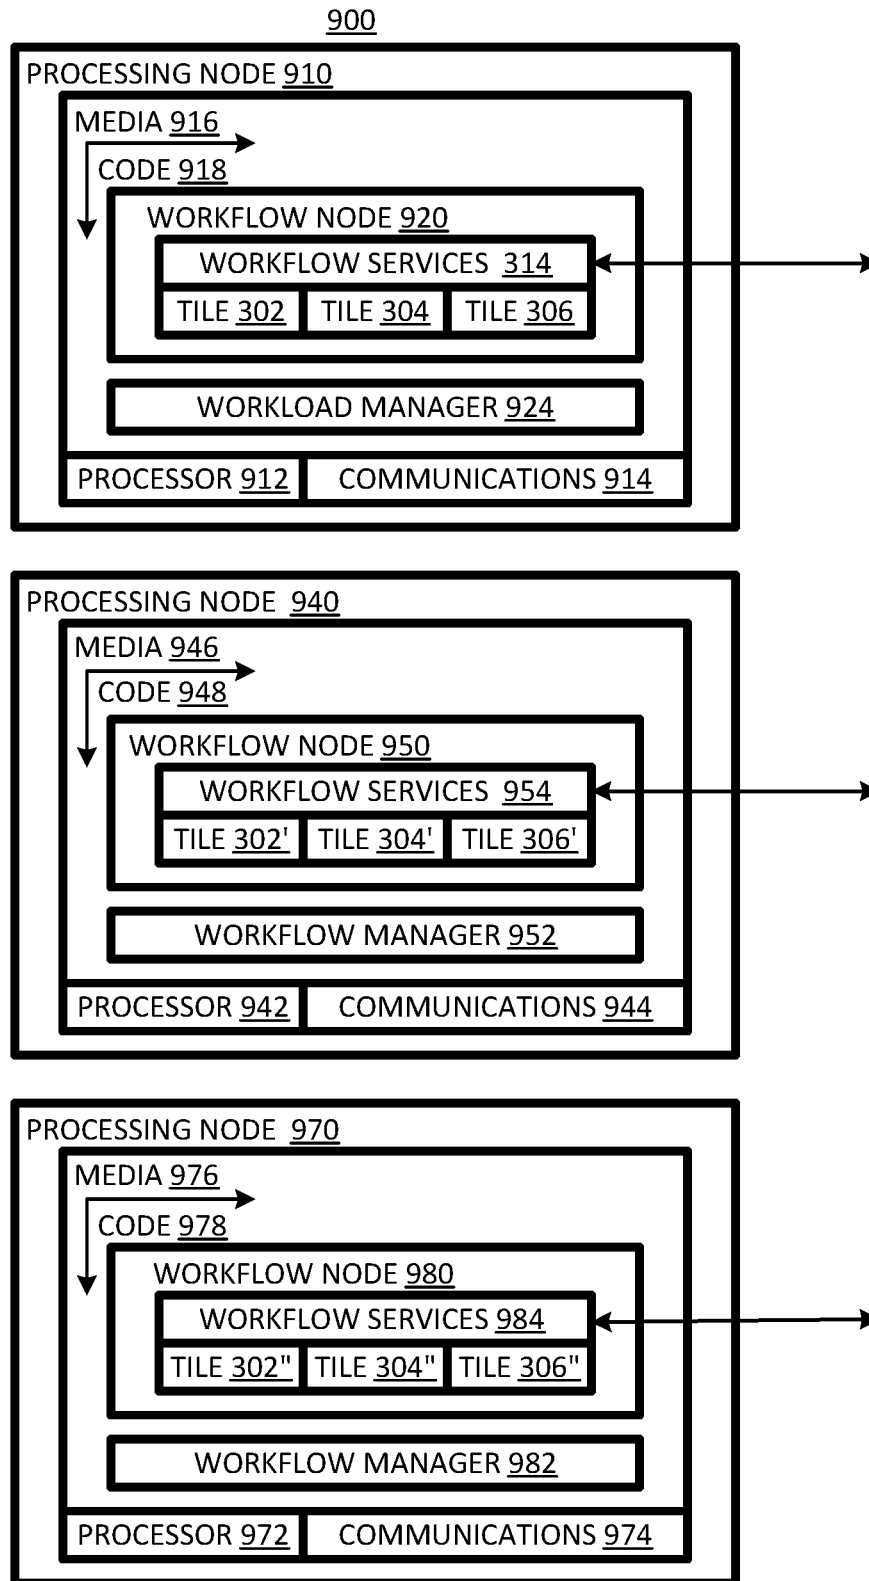 900
PROCESSING NODE 910
MEDIA 916
CODE 918
WORKFLOW NODE 920
WORKFLOW SERVICES 314
TILE 302 TILE 304 TILE 306
WORKLOAD MANAGER 924
PROCESSOR 912 COMMUNICATIONS 914
PROCESSING NODE 940
MEDIA 946
CODE 948
WORKFLOW NODE 950
WORKFLOW SERVICES 954
TILE 302' TILE 304' TILE 306'
WORKFLOW MANAGER 952
PROCESSOR 942 COMMUNICATIONS 944
PROCESSING NODE 970
MEDIA 976
CODE 978
WORKFLOW NODE 980
WORKFLOW SERVICES 984
TILE 302" TILE 304" TILE 306"
WORKFLOW MANAGER 982
PROCESSOR 972 COMMUNICATIONS 974